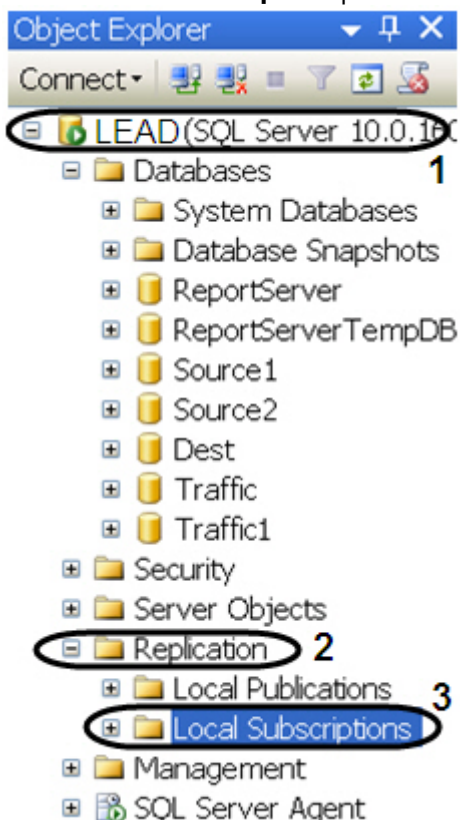 Object Explorer
Connect
LEAD (SQL Server 10.0.160
1
Databases
System Databases
Database Snapshots
ReportServer
ReportServerTempDB
Source1
Source2
Dest
Traffic
Traffic1
Security
Server Objects
Replication 2
Local Publications
3
Local Subscriptions
Management
SQL Server Agent